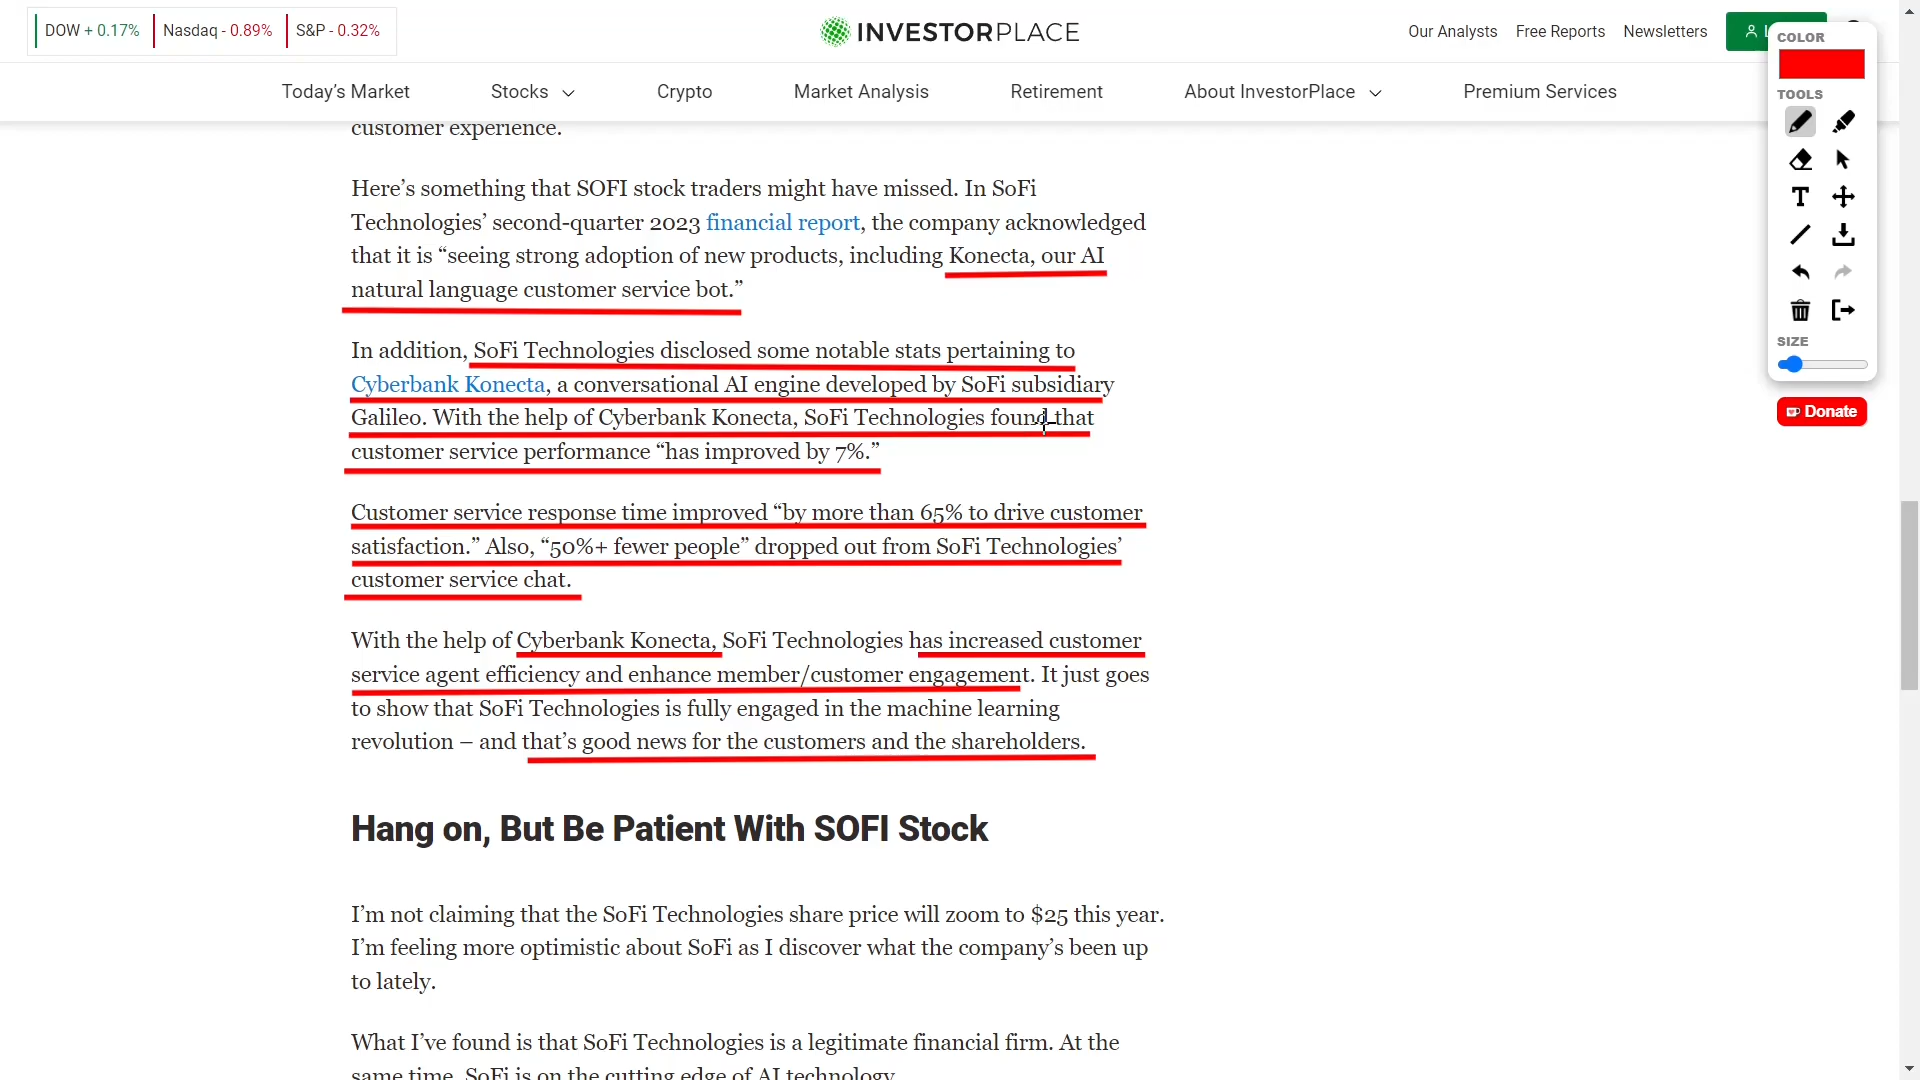 DOW + 0.17% Nasdaq - 0.89% S&P - 0.32%
INVESTORPLACE
Our Analysts Free Reports Newsletters
Today’s Market Stocks Crypto Market Analysis Retirement About InvestorPlace Premium Services
customer experience.
Here’s something that SOFI stock traders might have missed. In SoFi
Technologies’ second-quarter 2023 financial report, the company acknowledged
that it is “seeing strong adoption of new products, including Konecta, our AI
natural language customer service bot.”
In addition, SoFi Technologies disclosed some notable stats pertaining to
Cyberbank Konecta, a conversational AI engine developed by SoFi subsidiary
Galileo. With the help of Cyberbank Konecta, SoFi Technologies found that
customer service performance “has improved by 7%.”
Customer service response time improved “by more than 65% to drive customer
satisfaction.” Also, “50%+ fewer people” dropped out from SoFi Technologies’
customer service chat.
With the help of Cyberbank Konecta, SoFi Technologies has increased customer
service agent efficiency and enhance member/customer engagement. It just goes
to show that SoFi Technologies is fully engaged in the machine learning
revolution – and that’s good news for the customers and the shareholders.
Hang on, But Be Patient With SOFI Stock
I’m not claiming that the SoFi Technologies share price will zoom to $25 this year.
I’m feeling more optimistic about SoFi as I discover what the company’s been up
to lately.
What I’ve found is that SoFi Technologies is a legitimate financial firm. At the
same time, SoFi is on the cutting edge of AI technology.
COLOR
TOOLS
SIZE
Donate